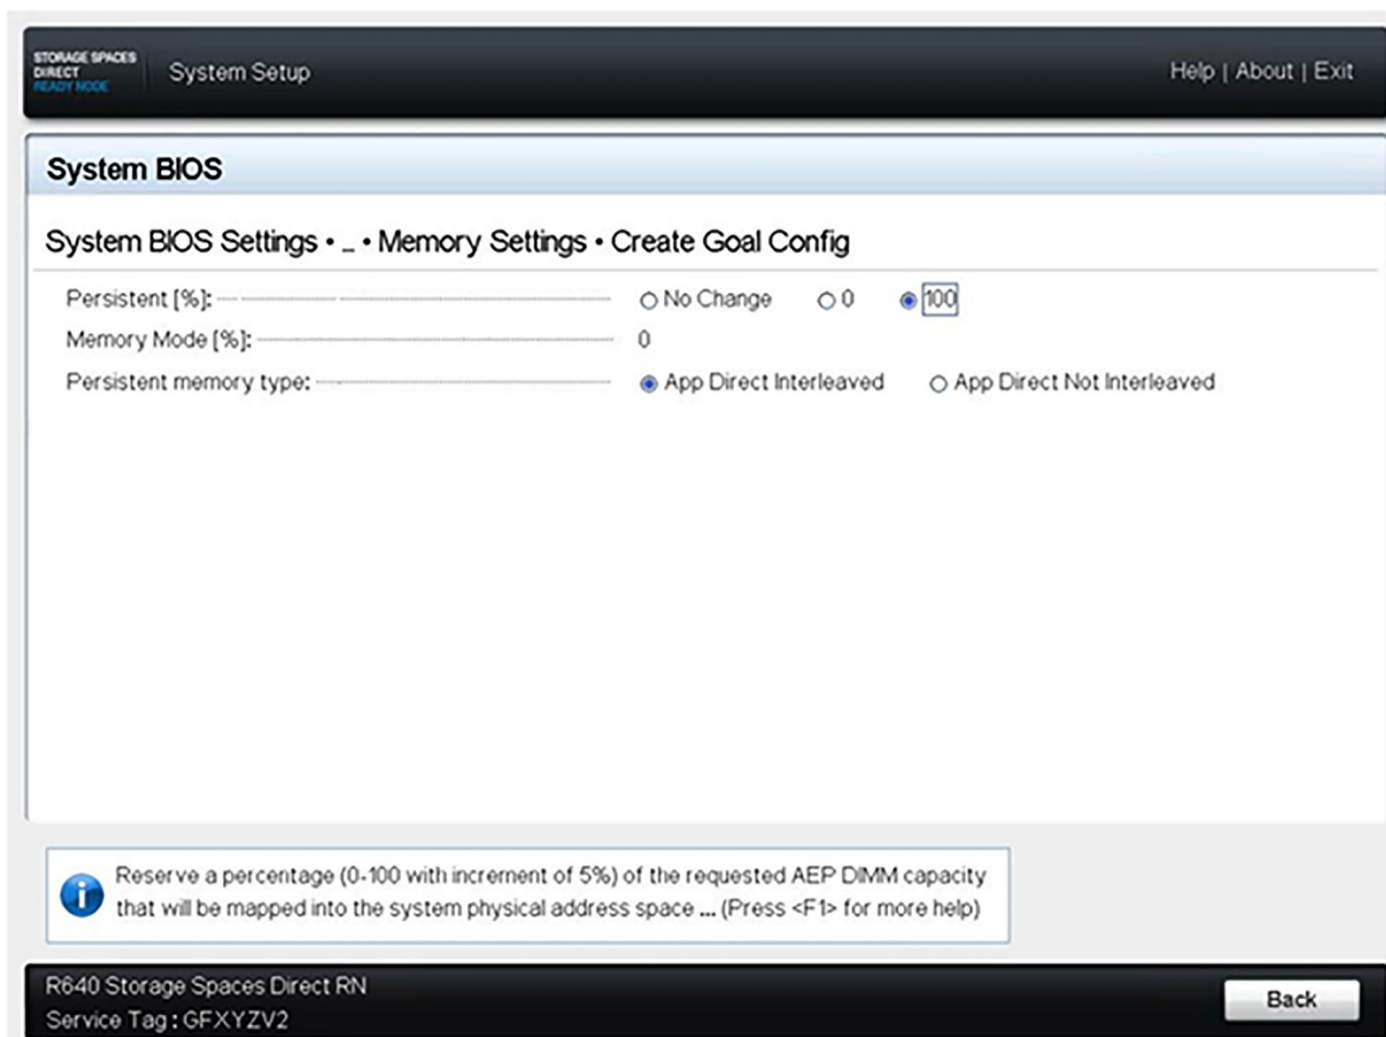 STORAGE SPACES
DIRECT
READY NODE
System Setup
Help | About | Exit
System BIOS
System BIOS Settings • _ • Memory Settings • Create Goal Config
Persistent [%]: No Change 0 100
Memory Mode [%]: 0
Persistent memory type: App Direct Interleaved App Direct Not Interleaved
Reserve a percentage (0-100 with increment of 5%) of the requested AEP DIMM capacity
that will be mapped into the system physical address space ... (Press <F1> for more help)
R640 Storage Spaces Direct RN
Service Tag : GFXYZV2
Back